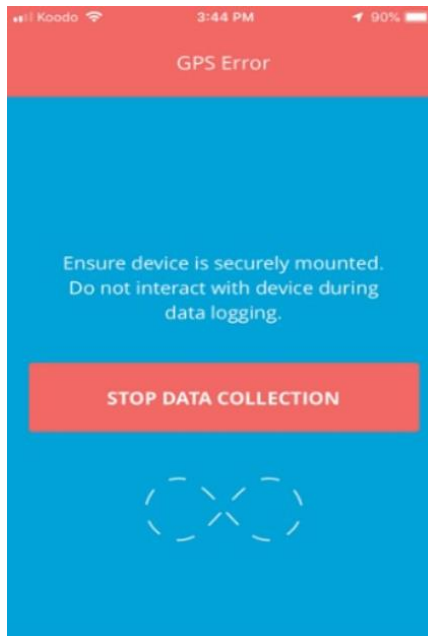 Koodo 3:44 PM 90%
GPS Error
Ensure device is securely mounted.
Do not interact with device during
data logging.
STOP DATA COLLECTION